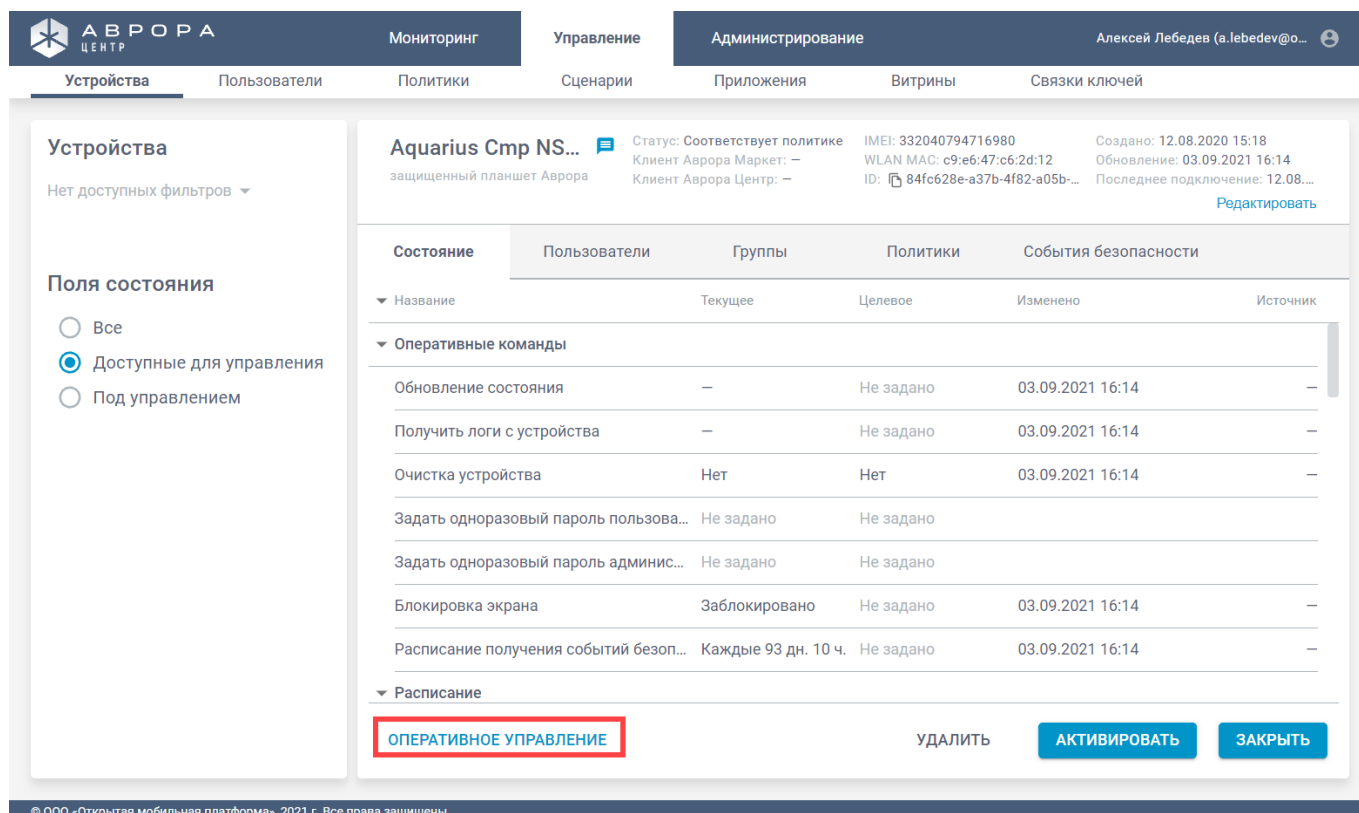 АВРОРА
ЦЕНТР
Мониторинг Управление Администрирование Алексей Лебедев (a.lebedev@o...
Устройства Пользователи Политики Сценарии Приложения Витрины Связки ключей
Устройства
Нет доступных фильтров
Поля состояния
Все
Доступные для управления
Под управлением
Aquarius Cmp NS...
защищенный планшет Аврора
Статус: Соответствует политике
Клиент Аврора Маркет: —
Клиент Аврора Центр: —
IMEI: 332040794716980
WLAN MAC: c9:e6:47:c6:2d:12
ID: 84fc628e-a37b-4f82-a05b-...
Создано: 12.08.2020 15:18
Обновление: 03.09.2021 16:14
Последнее подключение: 12.08....
Редактировать
Состояние Пользователи Группы Политики События безопасности
Название Текущее Целевое Изменено Источник
Оперативные команды
Обновление состояния — Не задано 03.09.2021 16:14 —
Получить логи с устройства — Не задано 03.09.2021 16:14 —
Очистка устройства Нет Нет 03.09.2021 16:14 —
Задать одноразовый пароль пользова... Не задано Не задано
Задать одноразовый пароль админис... Не задано Не задано
Блокировка экрана Заблокировано Не задано 03.09.2021 16:14 —
Расписание получения событий безоп... Каждые 93 дн. 10 ч. Не задано 03.09.2021 16:14 —
Расписание
ОПЕРАТИВНОЕ УПРАВЛЕНИЕ УДАЛИТЬ АКТИВИРОВАТЬ ЗАКРЫТЬ
© ООО «Открытая мобильная платформа», 2021 г. Все права защищены